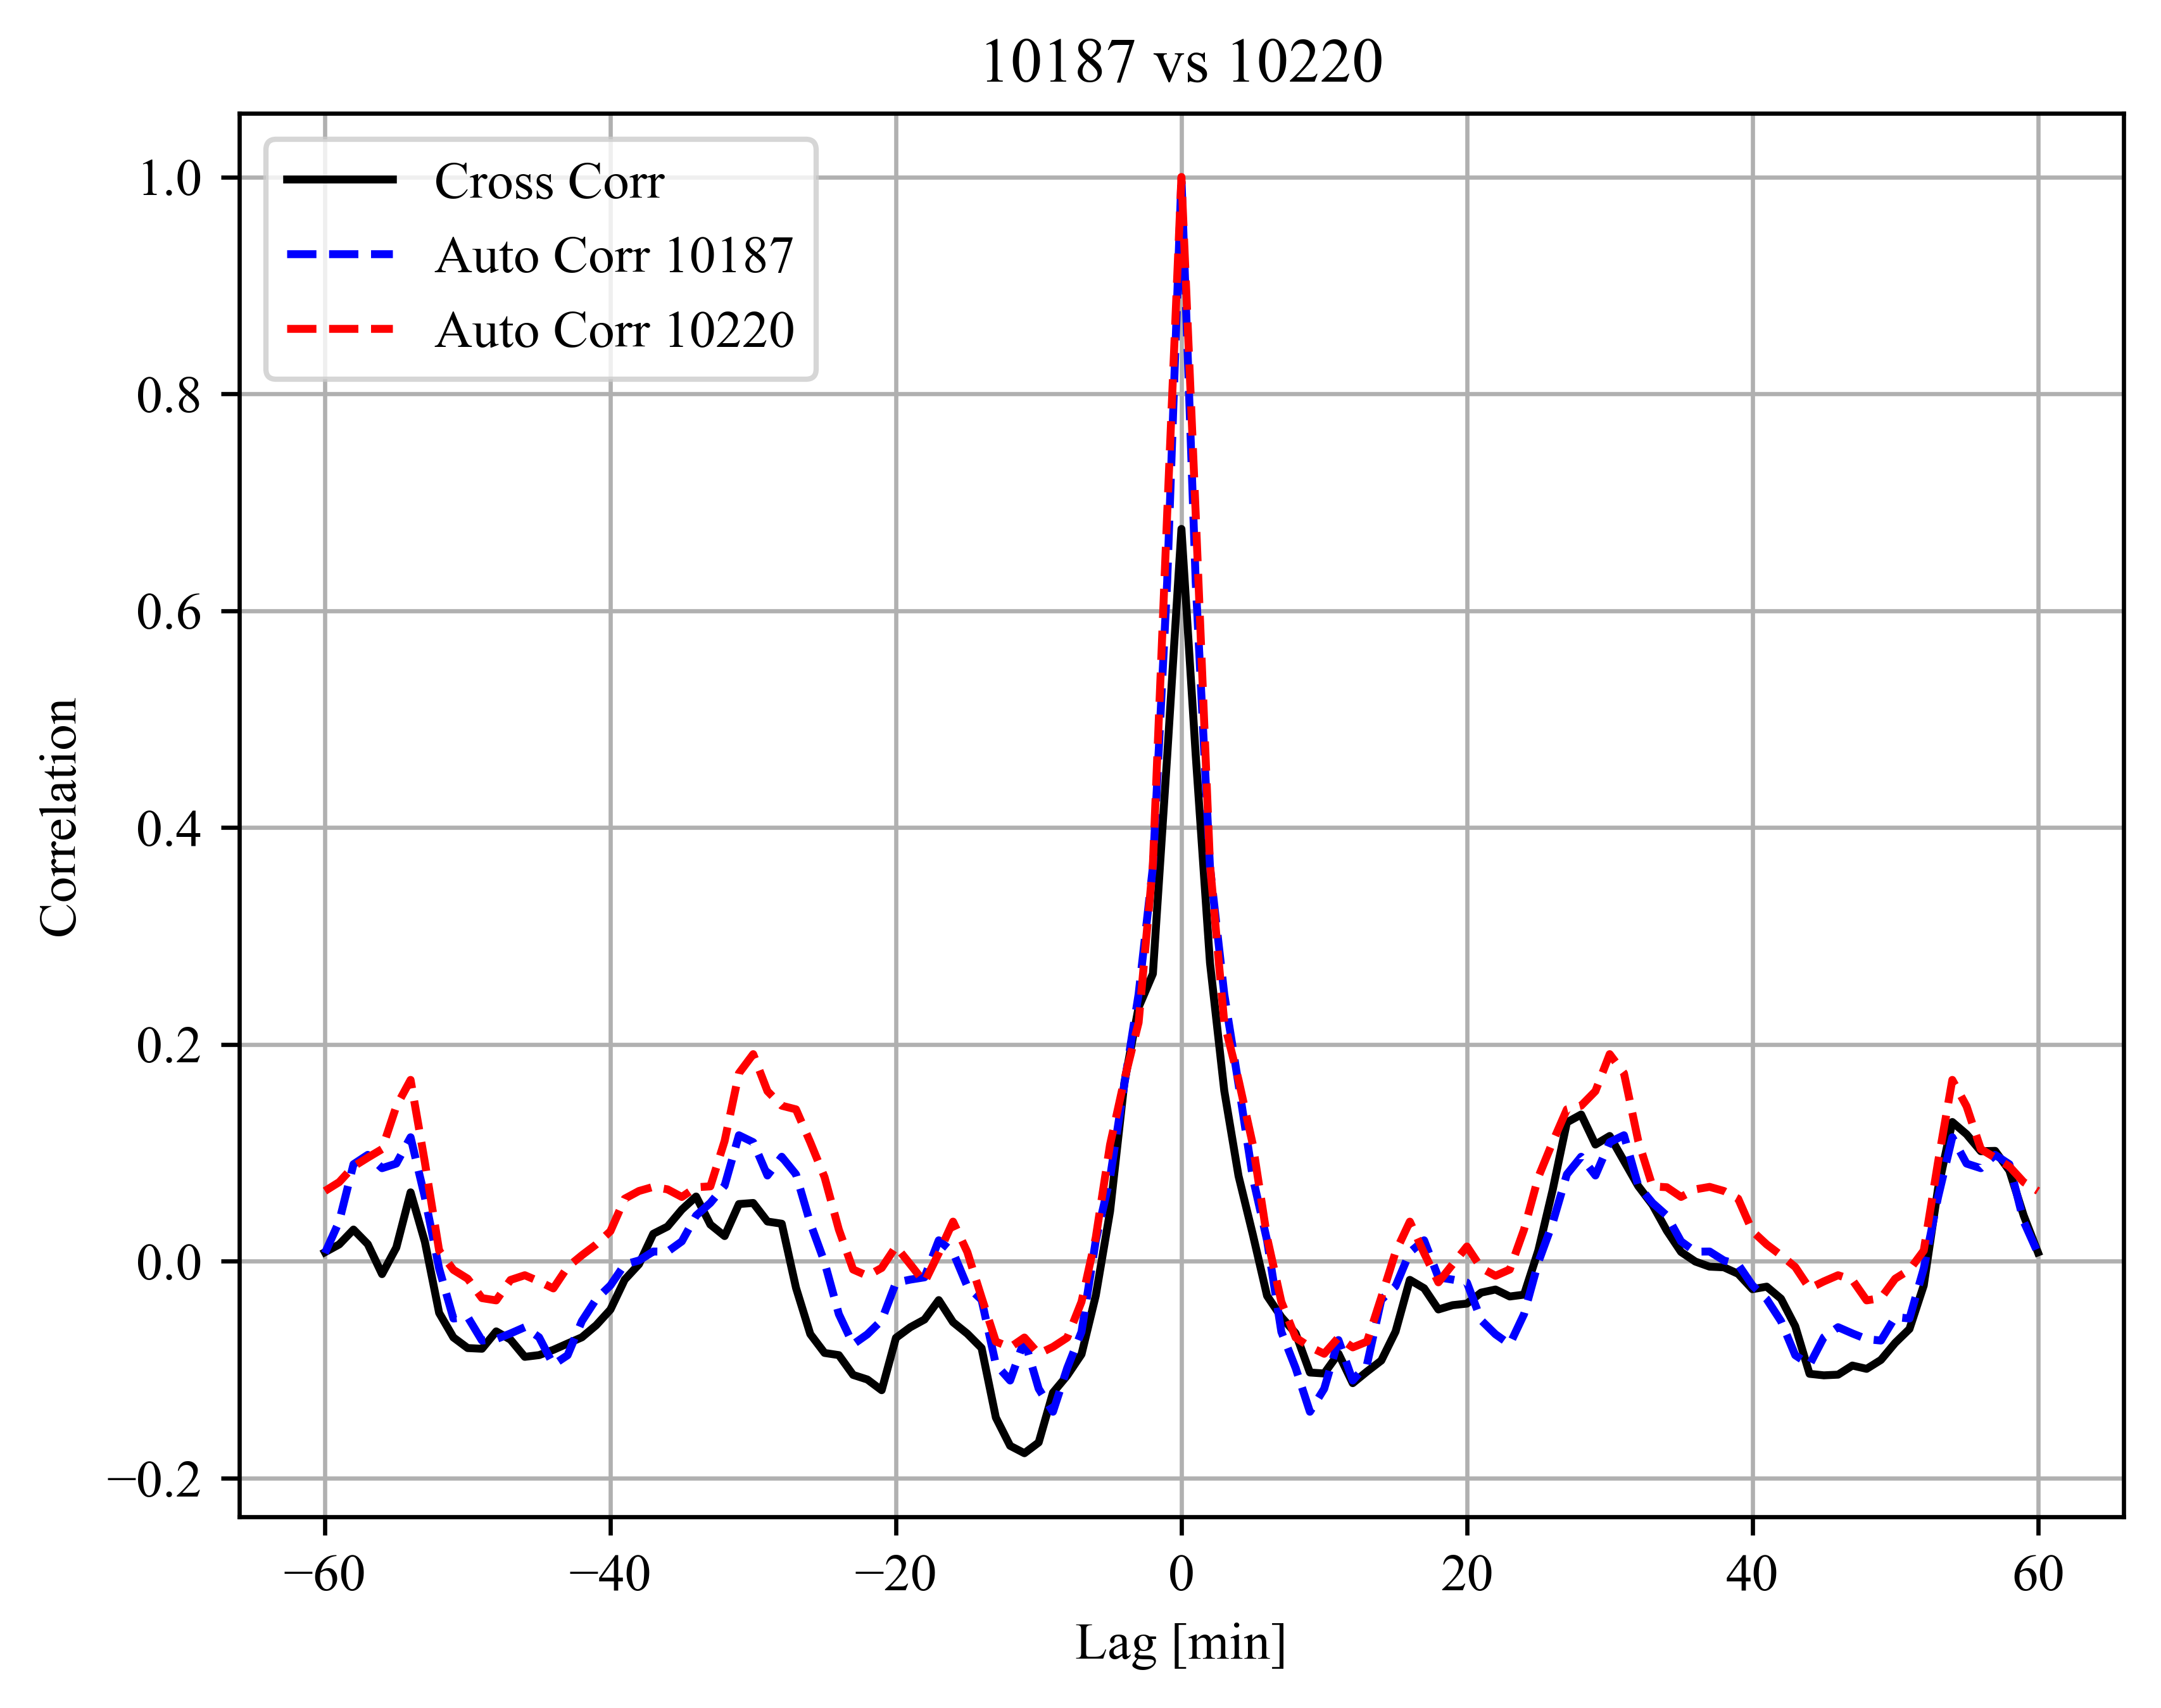 10187 vs 10220
1.0
0.8
0.6
0.4
0.2
0.0
−0.2
Correlation
Cross Corr
Auto Corr 10187
Auto Corr 10220
−60 −40 −20 0 20 40 60
Lag [min]